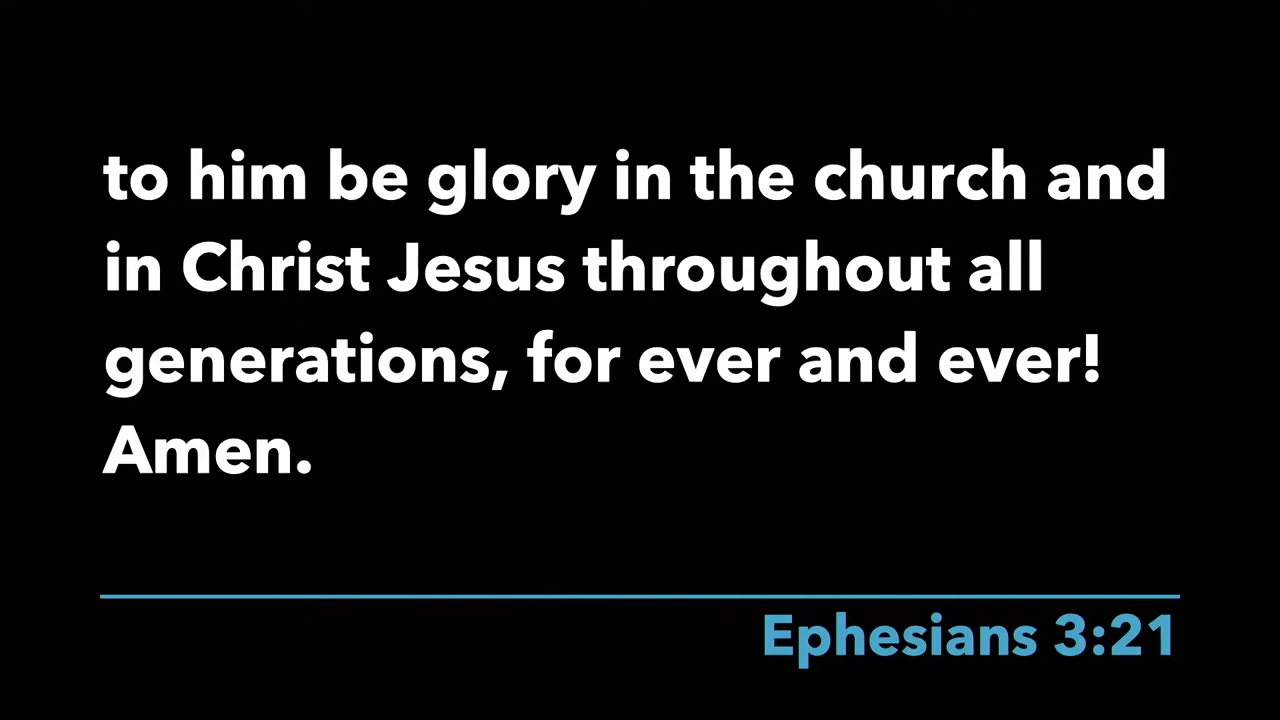 to him be glory in the church and
in Christ Jesus throughout all
generations, for ever and ever!
Amen.
Ephesians 3:21